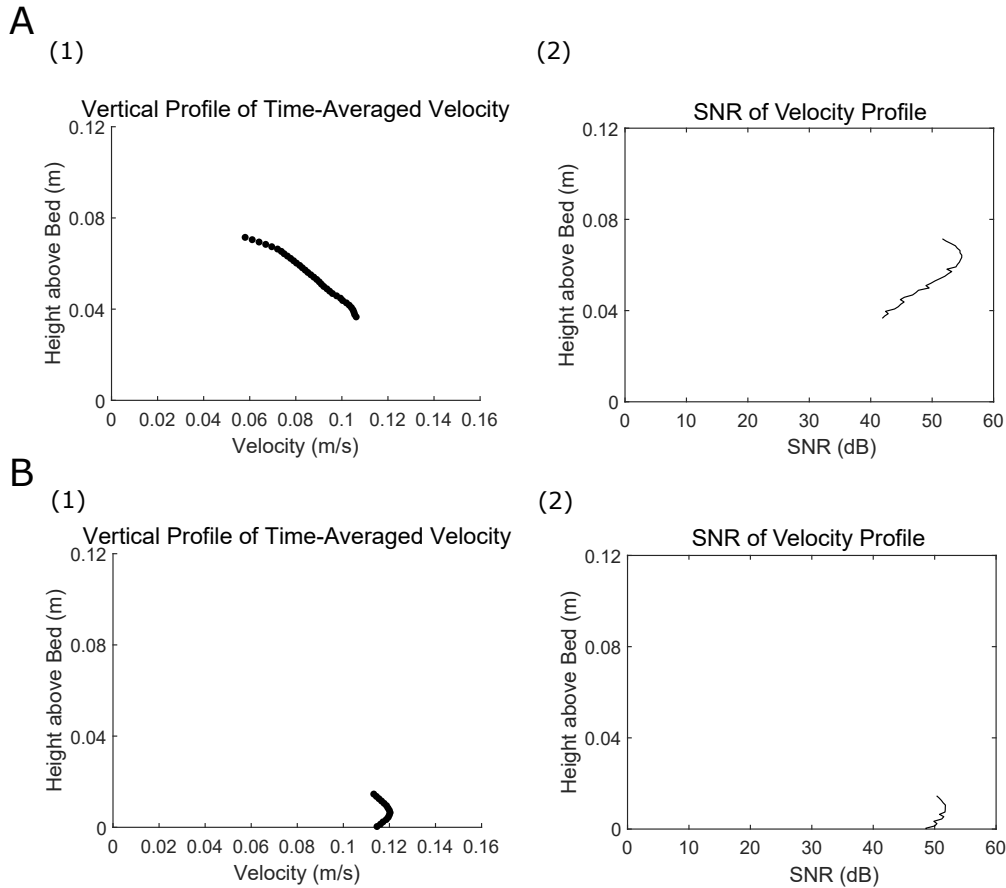 A
(1)
(2)
Vertical Profile of Time-Averaged Velocity
SNR of Velocity Profile
Height above Bed (m)
0.12
0.08
0.04
0
0 0.02 0.04 0.06 0.08 0.1 0.12 0.14 0.16
Velocity (m/s)
Height above Bed (m)
0.12
0.08
0.04
0
0 10 20 30 40 50 60
SNR (dB)
B
(1)
(2)
Vertical Profile of Time-Averaged Velocity
SNR of Velocity Profile
Height above Bed (m)
0.12
0.08
0.04
0
0 0.02 0.04 0.06 0.08 0.1 0.12 0.14 0.16
Velocity (m/s)
Height above Bed (m)
0.12
0.08
0.04
0
0 10 20 30 40 50 60
SNR (dB)